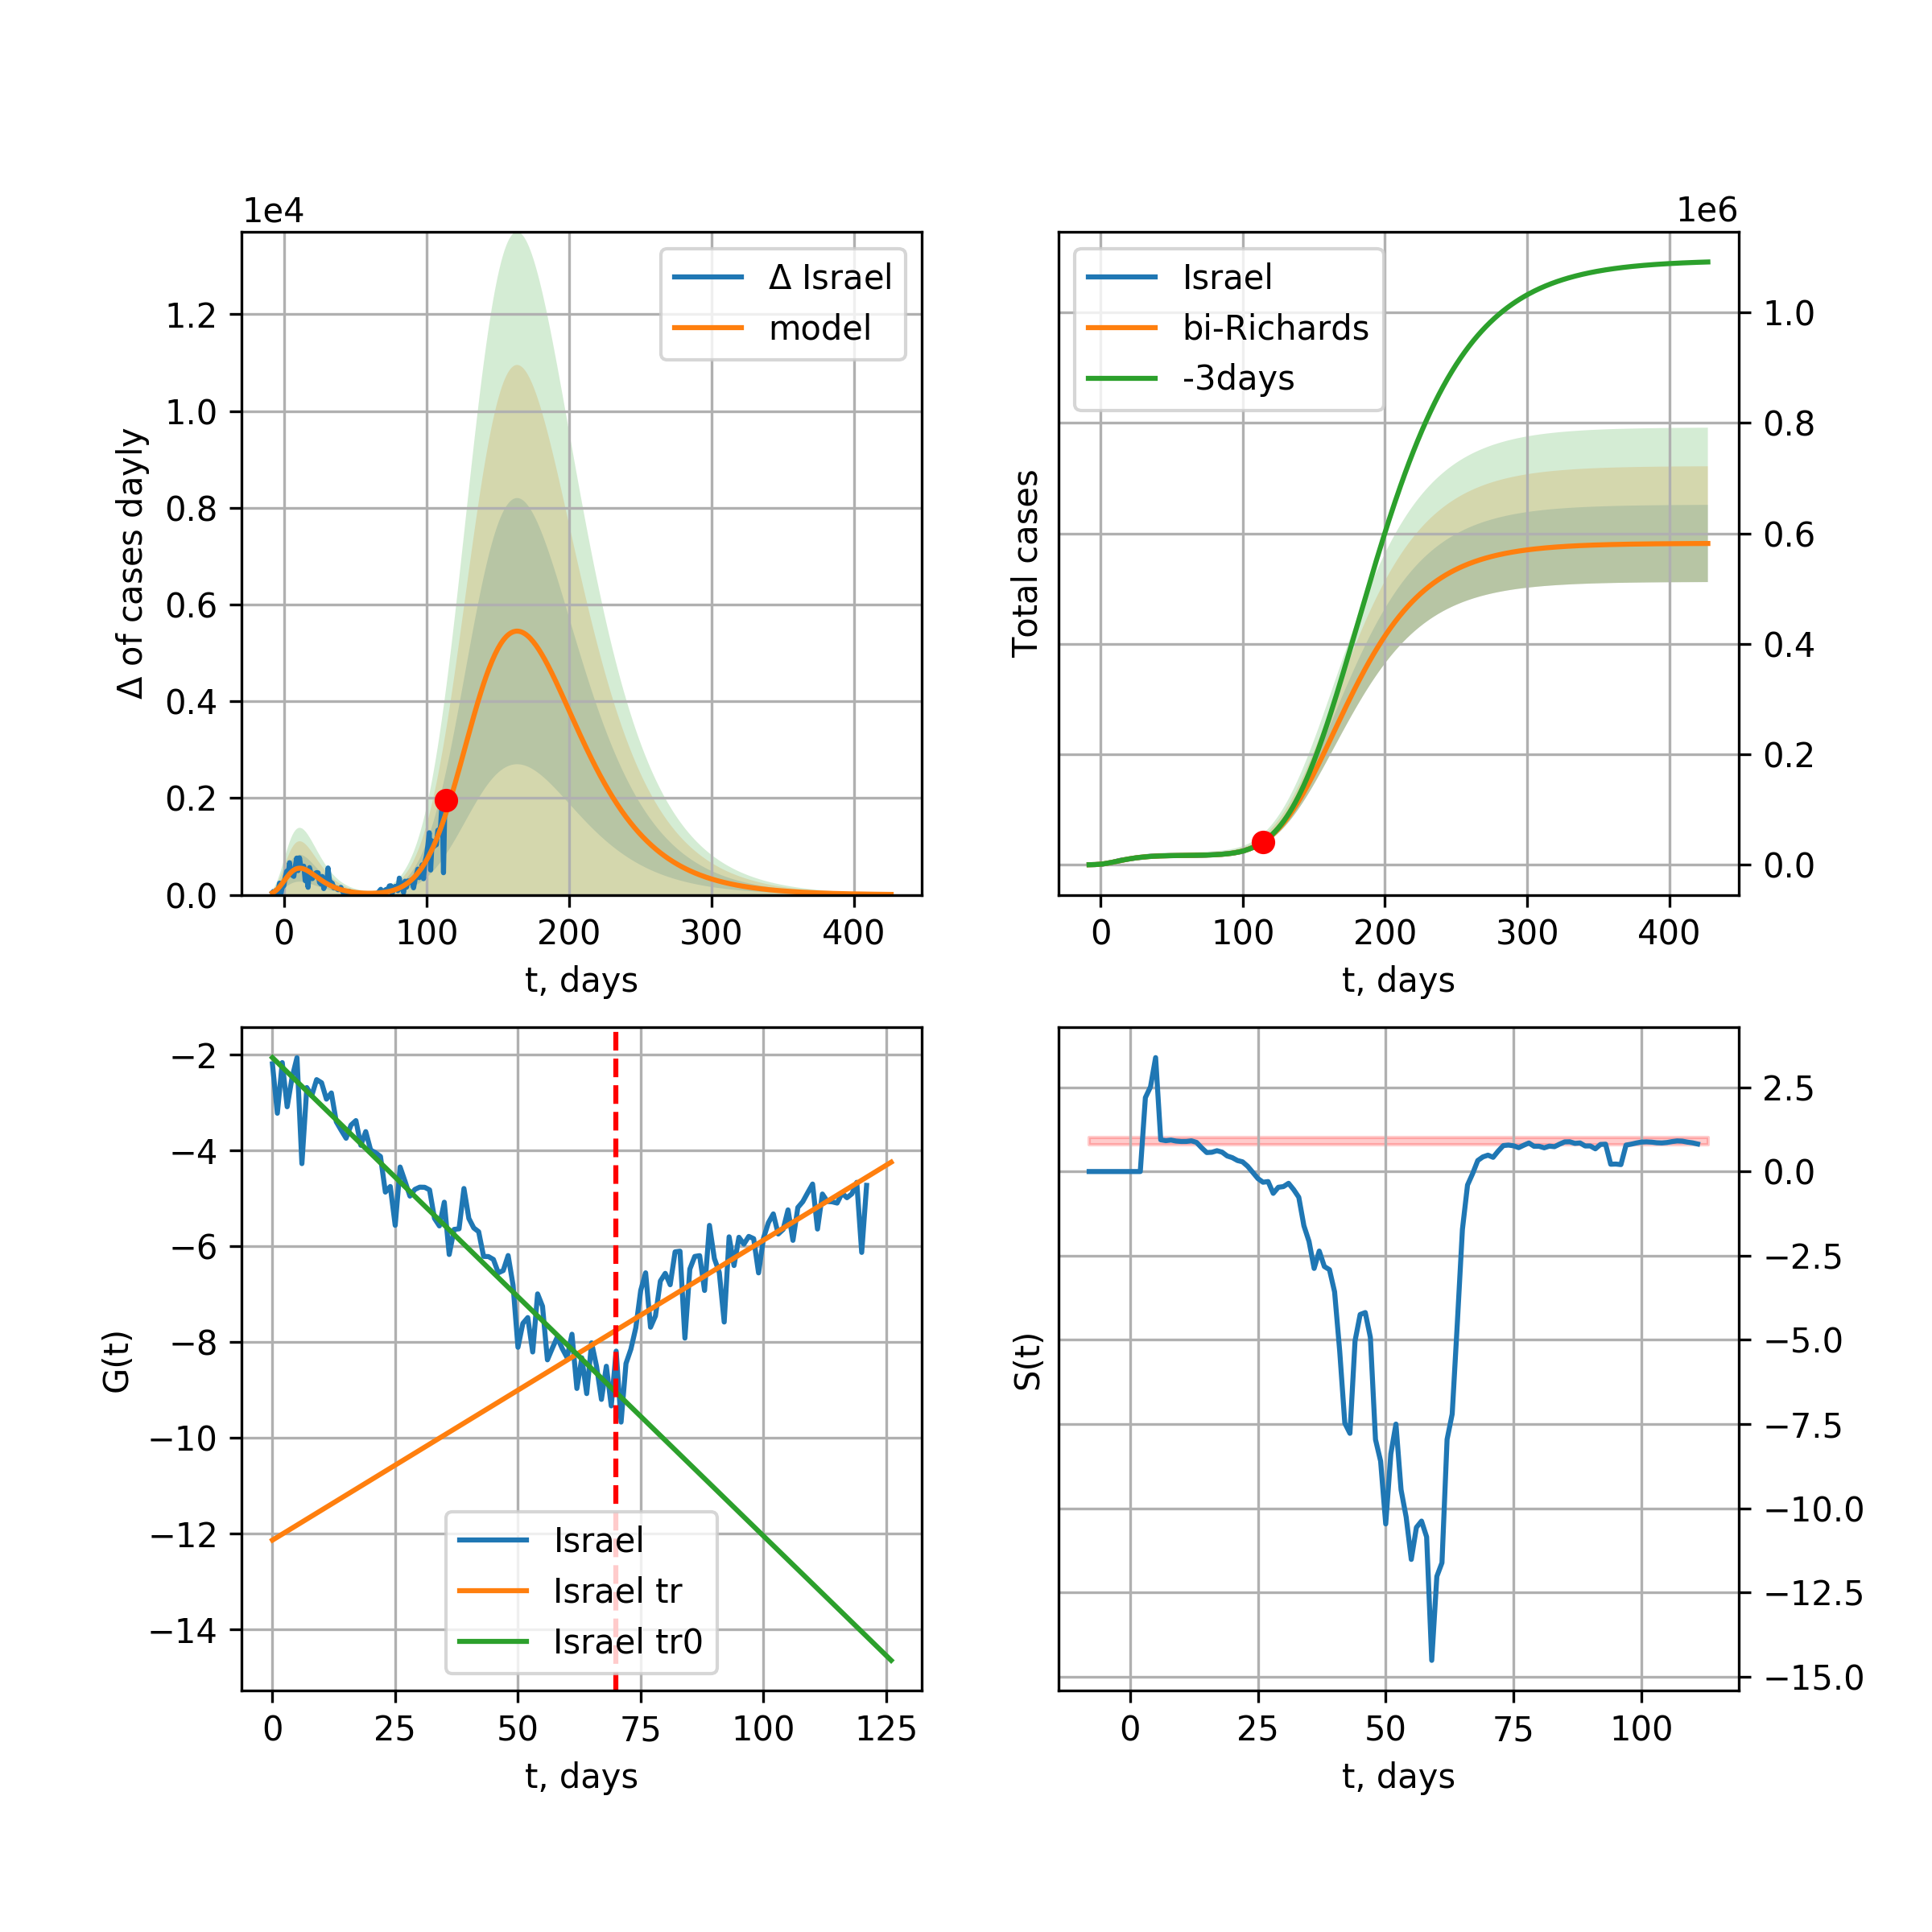 1e4
Δ of cases dayly
1.2
1.0
0.8
0.6
0.4
0.2
0.0
0 100 200 300 400
t, days
Δ Israel
model
1e6
Total cases
1.0
0.8
0.6
0.4
0.2
0.0
0 100 200 300 400
t, days
Israel
bi-Richards
-3days
G(t)
−2
−4
−6
−8
−10
−12
−14
0 25 50 75 100 125
t, days
Israel
Israel tr
Israel tr0
S(t)
2.5
0.0
−2.5
−5.0
−7.5
−10.0
−12.5
−15.0
0 25 50 75 100
t, days